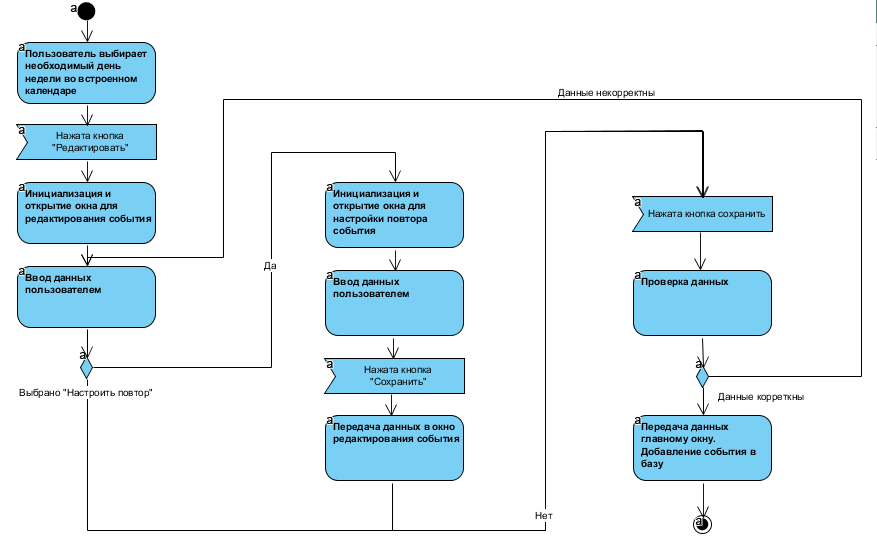 a
a
Пользователь выбирает
необходимый день
недели во встроенном
календаре
a
Нажата кнопка
"Редактировать"
a
Инициализация и
открытие окна для
редактирования события
a
Ввод данных
пользователем
a
Выбрано "Настроить повтор"
Да
a
Инициализация и
открытие окна для
настройки повтора
события
a
Ввод данных
пользователем
a
Нажата кнопка
"Сохранить"
a
Передача данных в окно
редактирования события
Нет
Данные некорректны
a
Нажата кнопка сохранить
a
Проверка данных
a
Данные корреткны
a
Передача данных
главному окну.
Добавление события в
базу
a